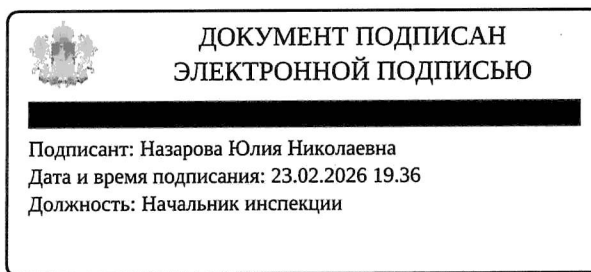 ДОКУМЕНТ ПОДПИСАН
ЭЛЕКТРОННОЙ ПОДПИСЬЮ
Подписант: Назарова Юлия Николаевна
Дата и время подписания: 23.02.2026 19.36
Должность: Начальник инспекции